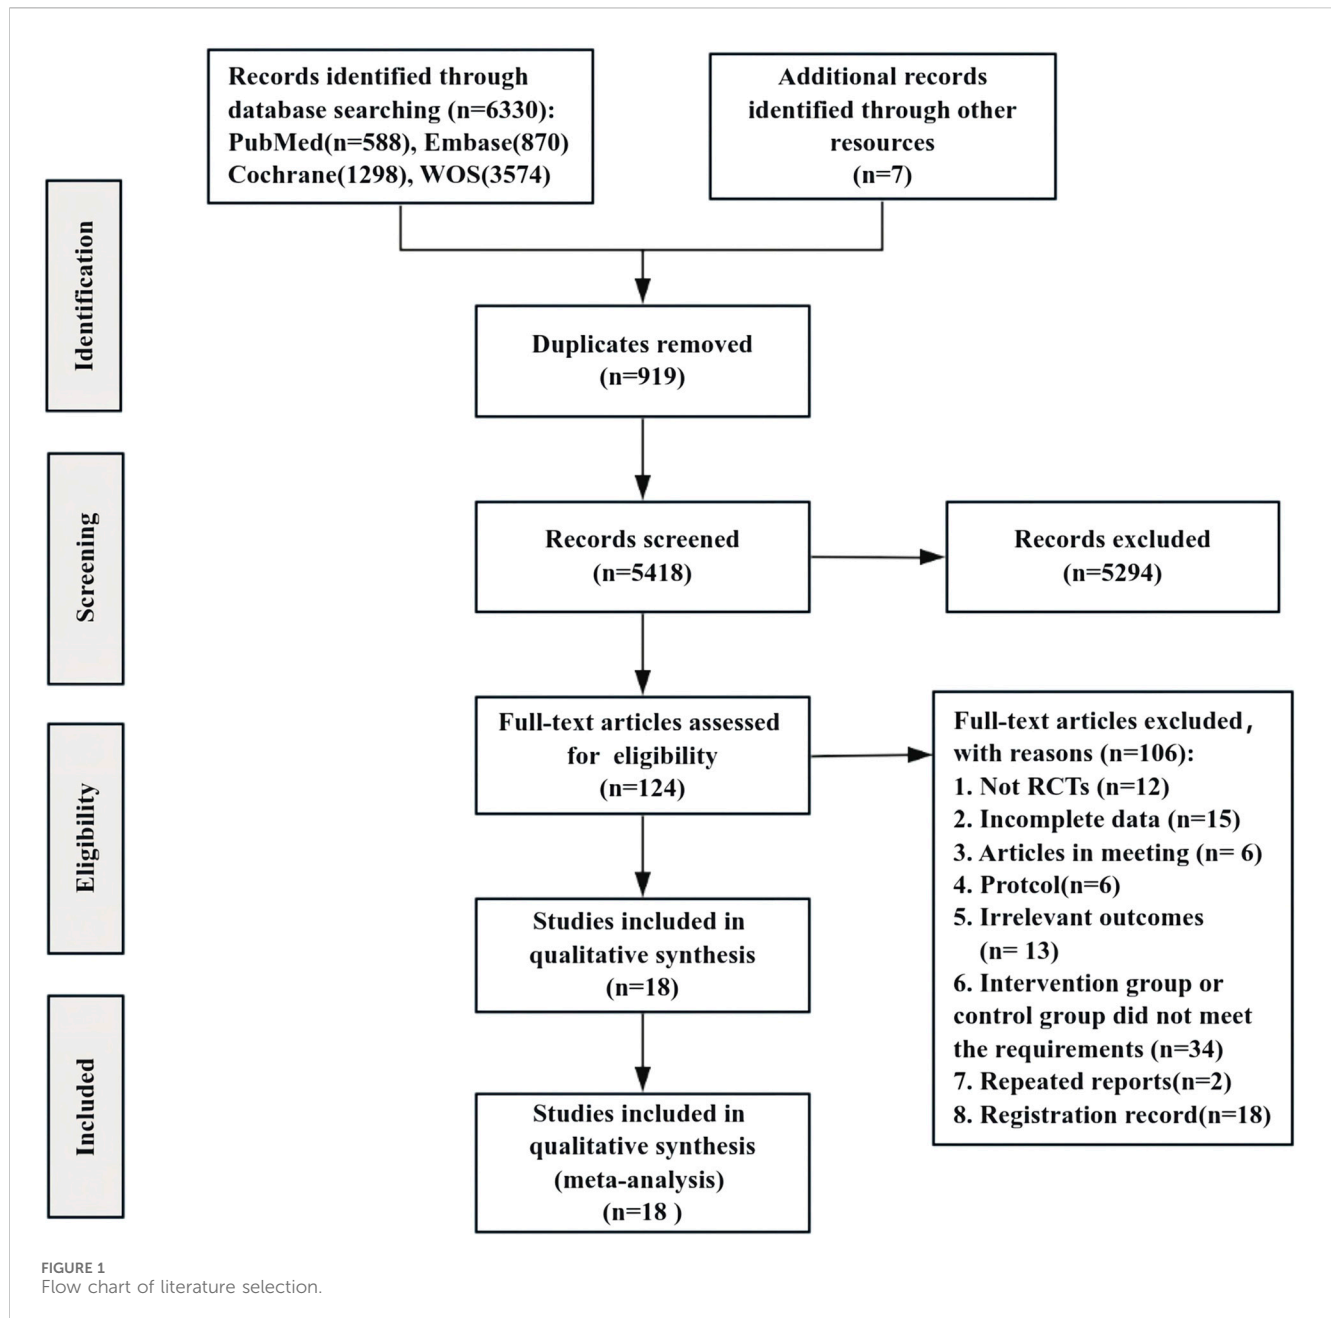 Records identified through
database searching (n=6330):
PubMed(n=588), Embase(870)
Cochrane(1298), WOS(3574)
Additional records
identified through other
resources
(n=7)
Identification
Duplicates removed
(n=919)
Screening
Records screened
(n=5418)
Records excluded
(n=5294)
Eligibility
Full-text articles assessed
for eligibility
(n=124)
Full-text articles excluded,
with reasons (n=106):
1. Not RCTs (n=12)
2. Incomplete data (n=15)
3. Articles in meeting (n= 6)
4. Protcol(n=6)
5. Irrelevant outcomes
(n= 13)
6. Intervention group or
control group did not meet
the requirements (n=34)
7. Repeated reports(n=2)
8. Registration record(n=18)
Studies included in
qualitative synthesis
(n=18)
Included
Studies included in
qualitative synthesis
(meta-analysis)
(n=18 )
FIGURE 1
Flow chart of literature selection.